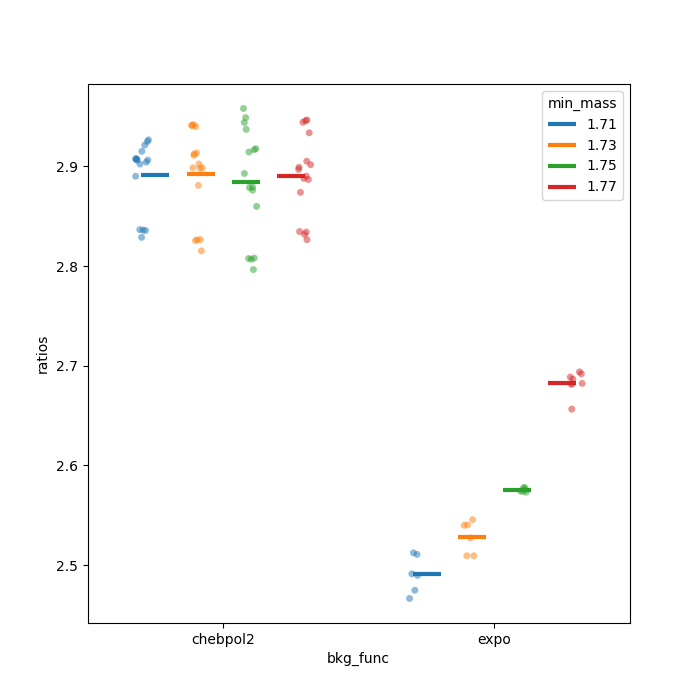 min_mass
1.71
1.73
1.75
1.77
2.9
2.8
2.7
2.6
2.5
ratios
chebpol2
expo
bkg_func